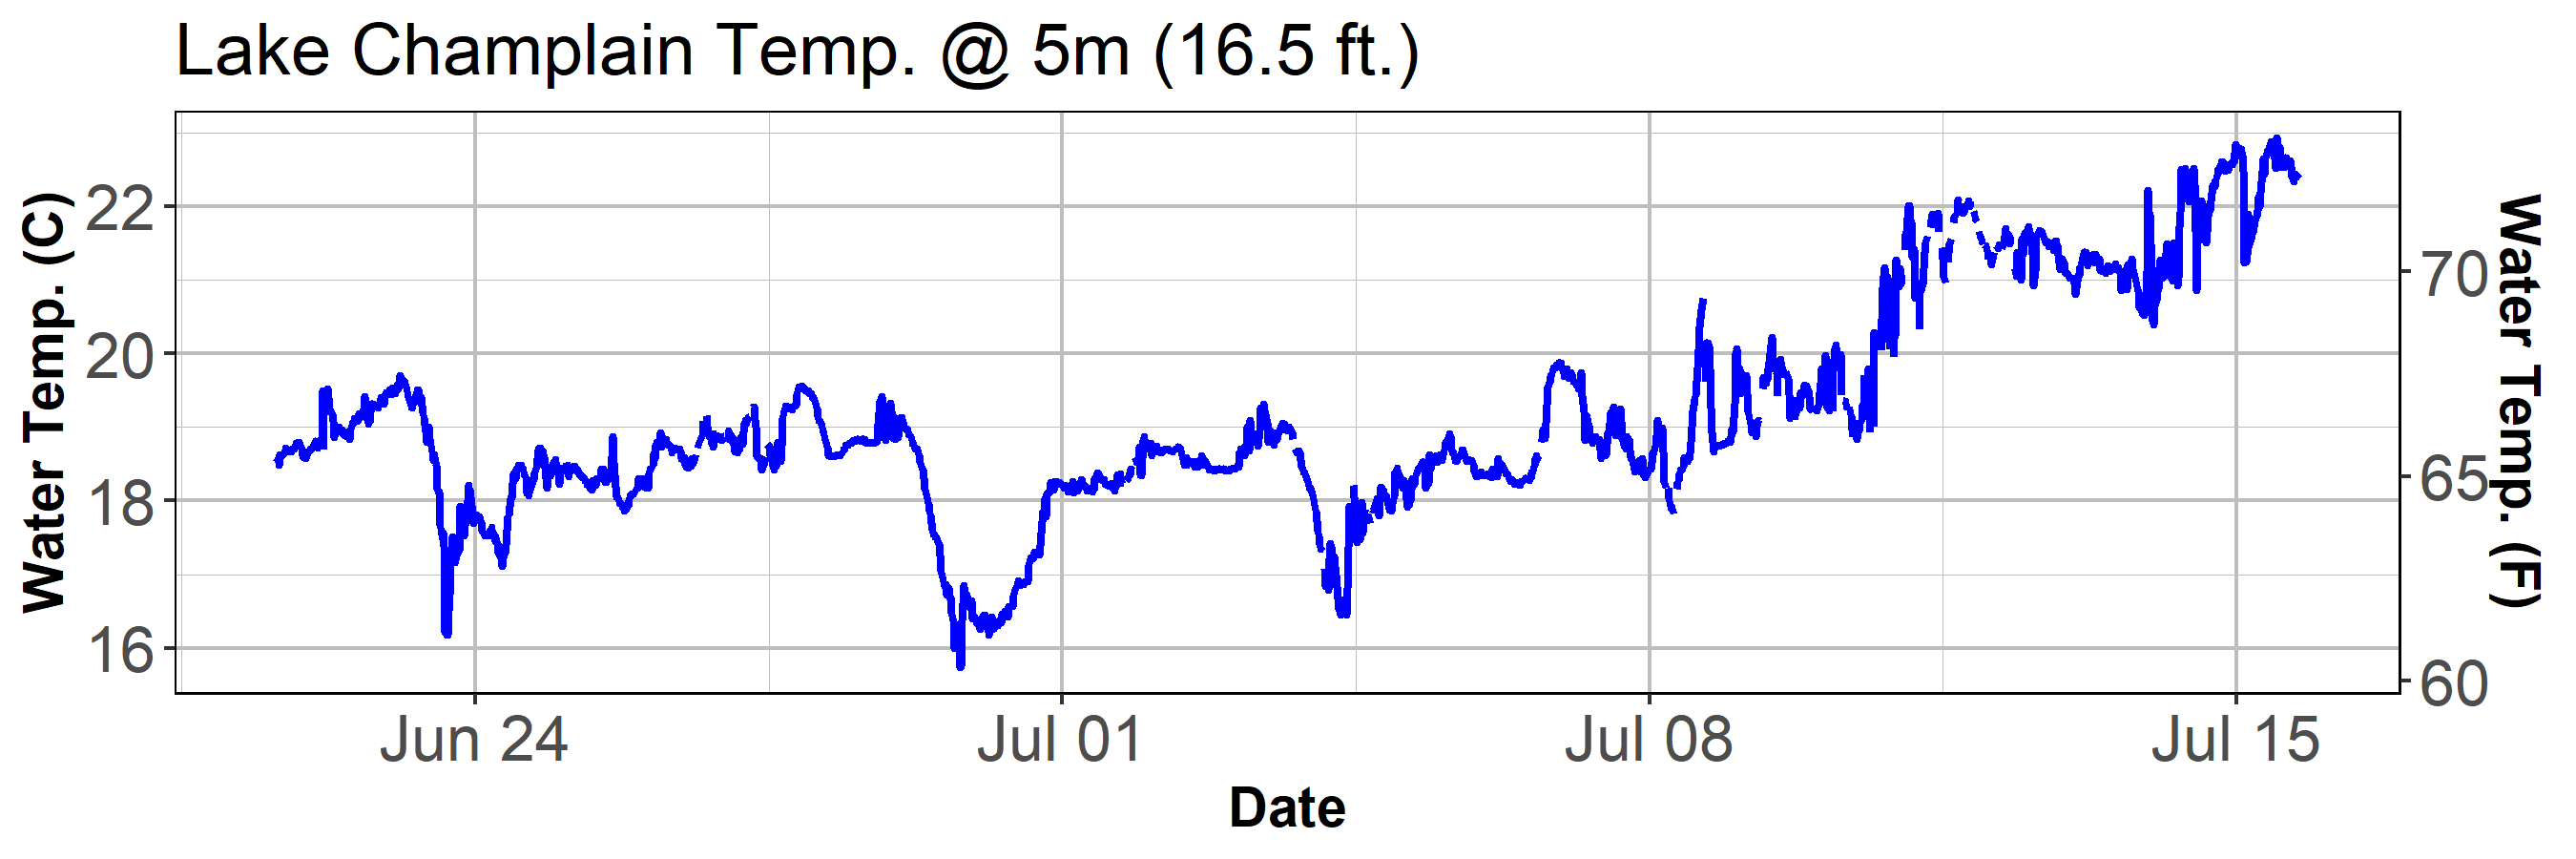 Lake Champlain Temp. @ 5m (16.5 ft.)
Water Temp. (C)
22
20
18
16
Water Temp. (F)
70
65
60
Jun 24
Jul 01
Jul 08
Jul 15
Date